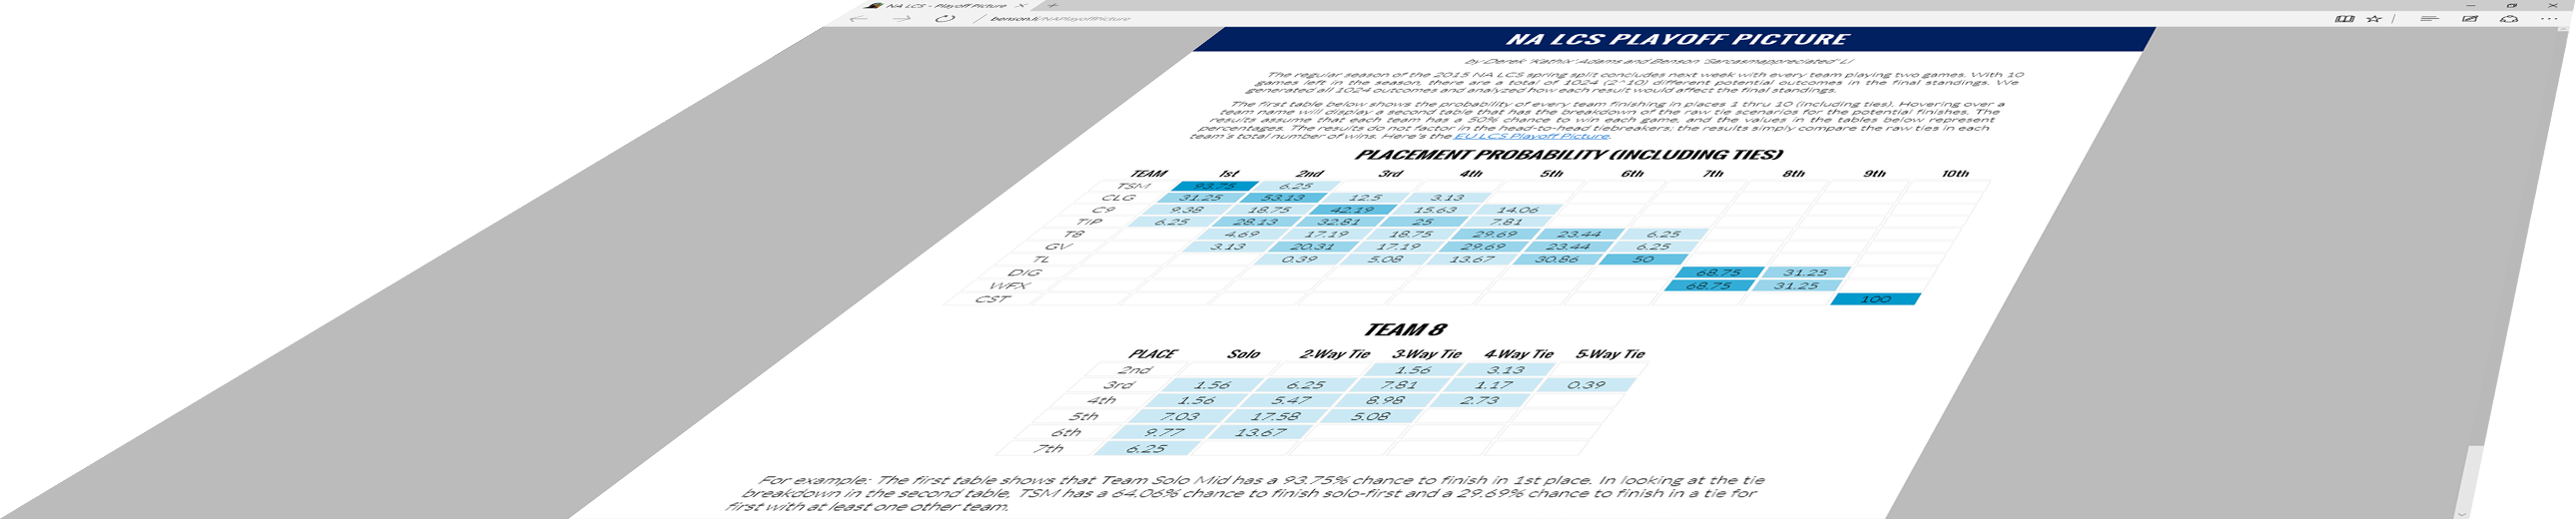 NA LCS - Playoff Picture
benson.li/NAPlayoffPicture
NA LCS PLAYOFF PICTURE
by Derek 'Kathix' Adams and Benson 'Sarcasmappreciated' Li
The regular season of the 2015 NA LCS spring split concludes next week with every team playing two games. With 10
games left in the season, there are a total of 1024 (2^10) different potential outcomes in the final standings. We
generated all 1024 outcomes and analyzed how each result would affect the final standings.
The first table below shows the probability of every team finishing in places 1 thru 10 (including ties). Hovering over a
team name will display a second table that has the breakdown of the raw tie scenarios for the potential finishes. The
results assume that each team has a 50% chance to win each game, and the values in the tables below represent
percentages. The results do not factor in the head-to-head tiebreakers; the results simply compare the raw ties in each
team's total number of wins. Here's the EU LCS Playoff Picture.
PLACEMENT PROBABILITY (INCLUDING TIES)
TEAM 1st 2nd 3rd 4th 5th 6th 7th 8th 9th 10th
TSM 93.75 6.25
CLG 31.25 53.13 12.5 3.13
C9 9.38 18.75 42.19 15.63 14.06
TIP 6.25 28.13 32.81 25 7.81
T8 4.69 17.19 18.75 29.69 23.44 6.25
GV 3.13 20.31 17.19 29.69 23.44 6.25
TL 0.39 5.08 13.67 30.86 50
DIG 68.75 31.25
WFX 68.75 31.25
CST 100
TEAM 8
PLACE Solo 2-Way Tie 3-Way Tie 4-Way Tie 5-Way Tie
2nd 1.56 3.13
3rd 1.56 6.25 7.81 1.17 0.39
4th 1.56 5.47 8.98 2.73
5th 7.03 17.58 5.08
6th 9.77 13.67
7th 6.25
For example: The first table shows that Team Solo Mid has a 93.75% chance to finish in 1st place. In looking at the tie
breakdown in the second table, TSM has a 64.06% chance to finish solo-first and a 29.69% chance to finish in a tie for
first with at least one other team.